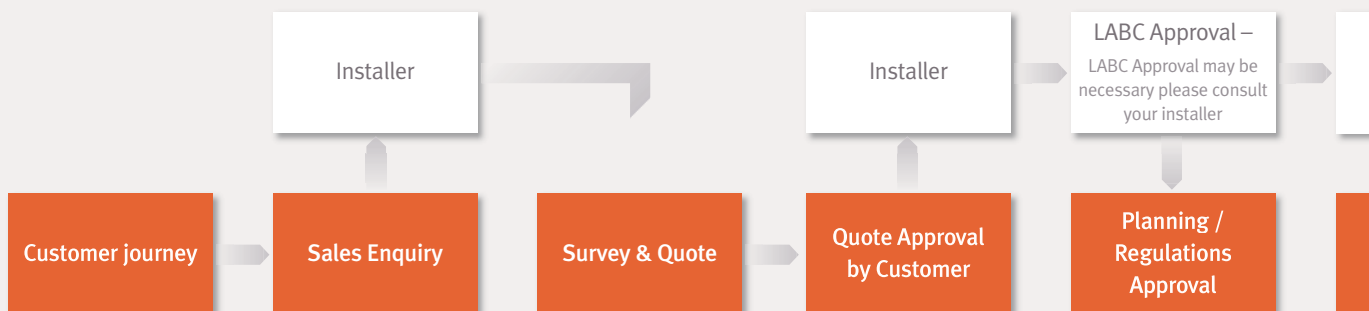 Installer
Installer
LABC Approval –
LABC Approval may be
necessary please consult
your installer
Customer journey
Sales Enquiry
Survey & Quote
Quote Approval
by Customer
Planning /
Regulations
Approval